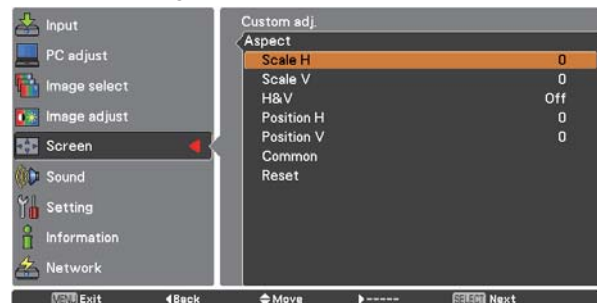 Input
PC adjust
Image select
Image adjust
Screen
Sound
Setting
Information
Network
Custom adj.
Aspect
Scale H 0
Scale V 0
H&V Off
Position H 0
Position V 0
Common
Reset
MENU Exit ◀Back ◆Move ▶----- SELECT Next